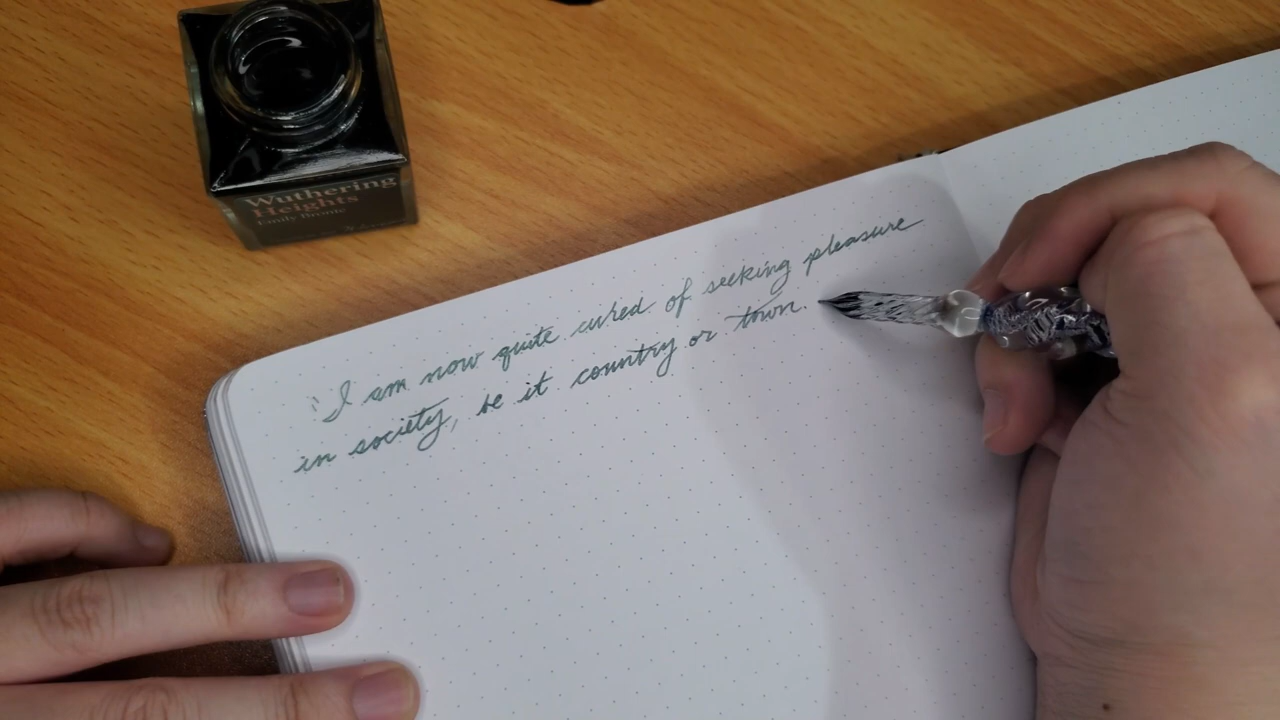 Wuthering
Heights
Emily Brontë
"I am now quite cured of seeking pleasure
in society, be it country or town.